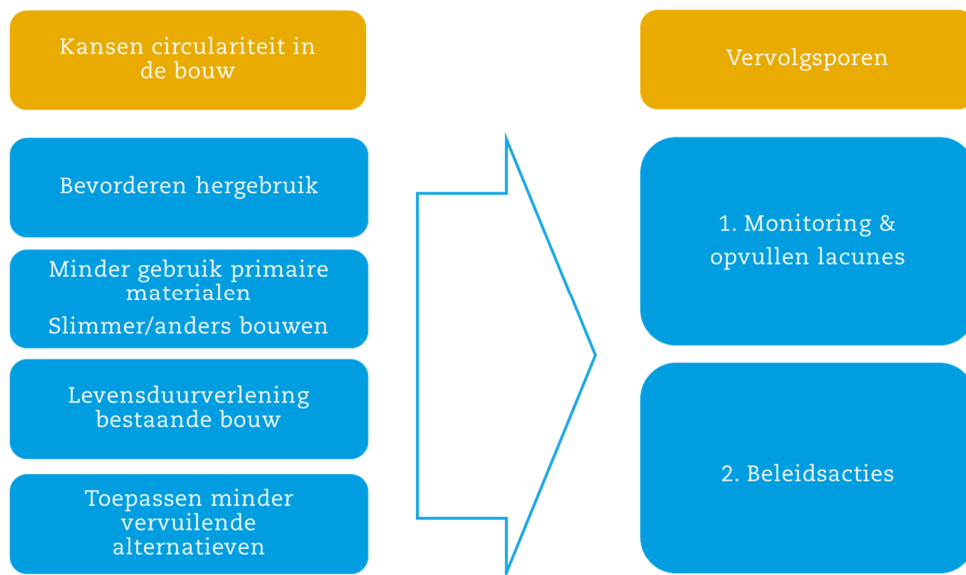 Kansen circulariteit in
de bouw
Bevorderen hergebruik
Minder gebruik primaire
materialen
Slimmer/anders bouwen
Levensduurverlening
bestaande bouw
Toepassen minder
vervuilende
alternatieven
Vervolgsporen
1. Monitoring &
opvullen lacunes
2. Beleidsacties